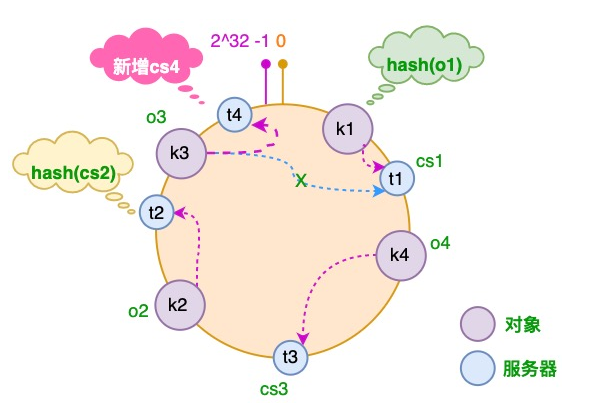 2^32 -1 0
新增cs4
hash(o1)
o3
t4
k1
k3
cs1
X
t1
hash(cs2)
t2
o4
k4
o2
k2
对象
t3
服务器
cs3